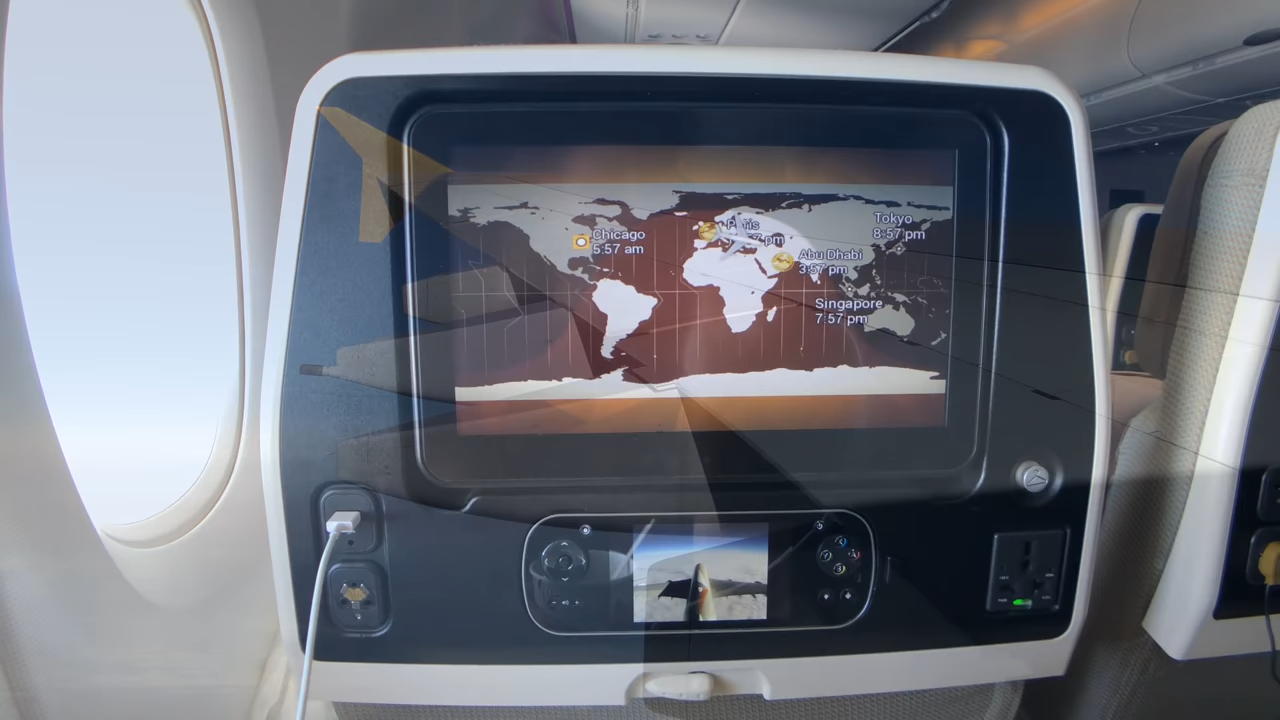 Chicago
5:57 am
Tokyo
8:57 pm
Abu Dhabi
3:57 pm
Singapore
7:57 pm